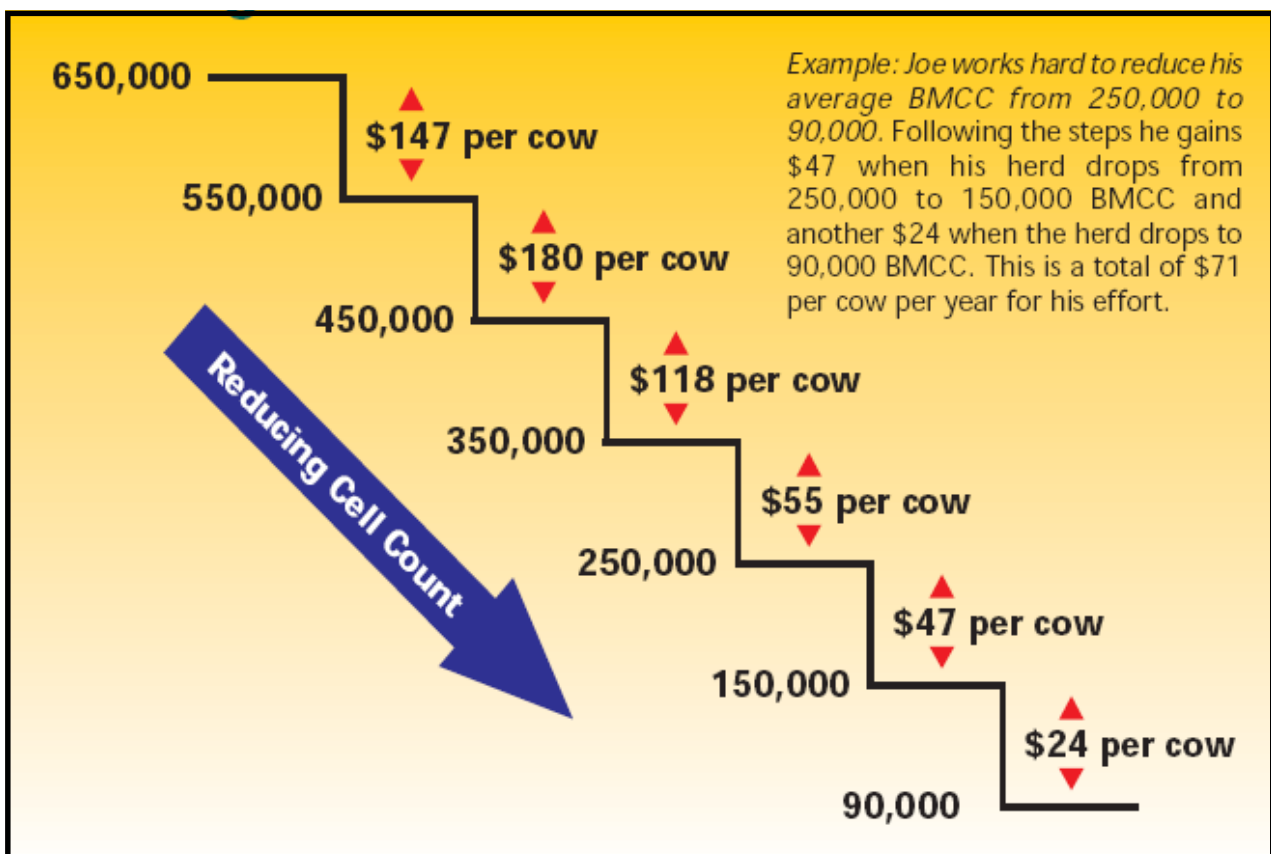 650,000
$147 per cow
550,000
$180 per cow
450,000
$118 per cow
350,000
$55 per cow
250,000
$47 per cow
150,000
$24 per cow
90,000
Reducing Cell Count
Example: Joe works hard to reduce his
average BMCC from 250,000 to
90,000. Following the steps he gains
$47 when his herd drops from
250,000 to 150,000 BMCC and
another $24 when the herd drops to
90,000 BMCC. This is a total of $71
per cow per year for his effort.